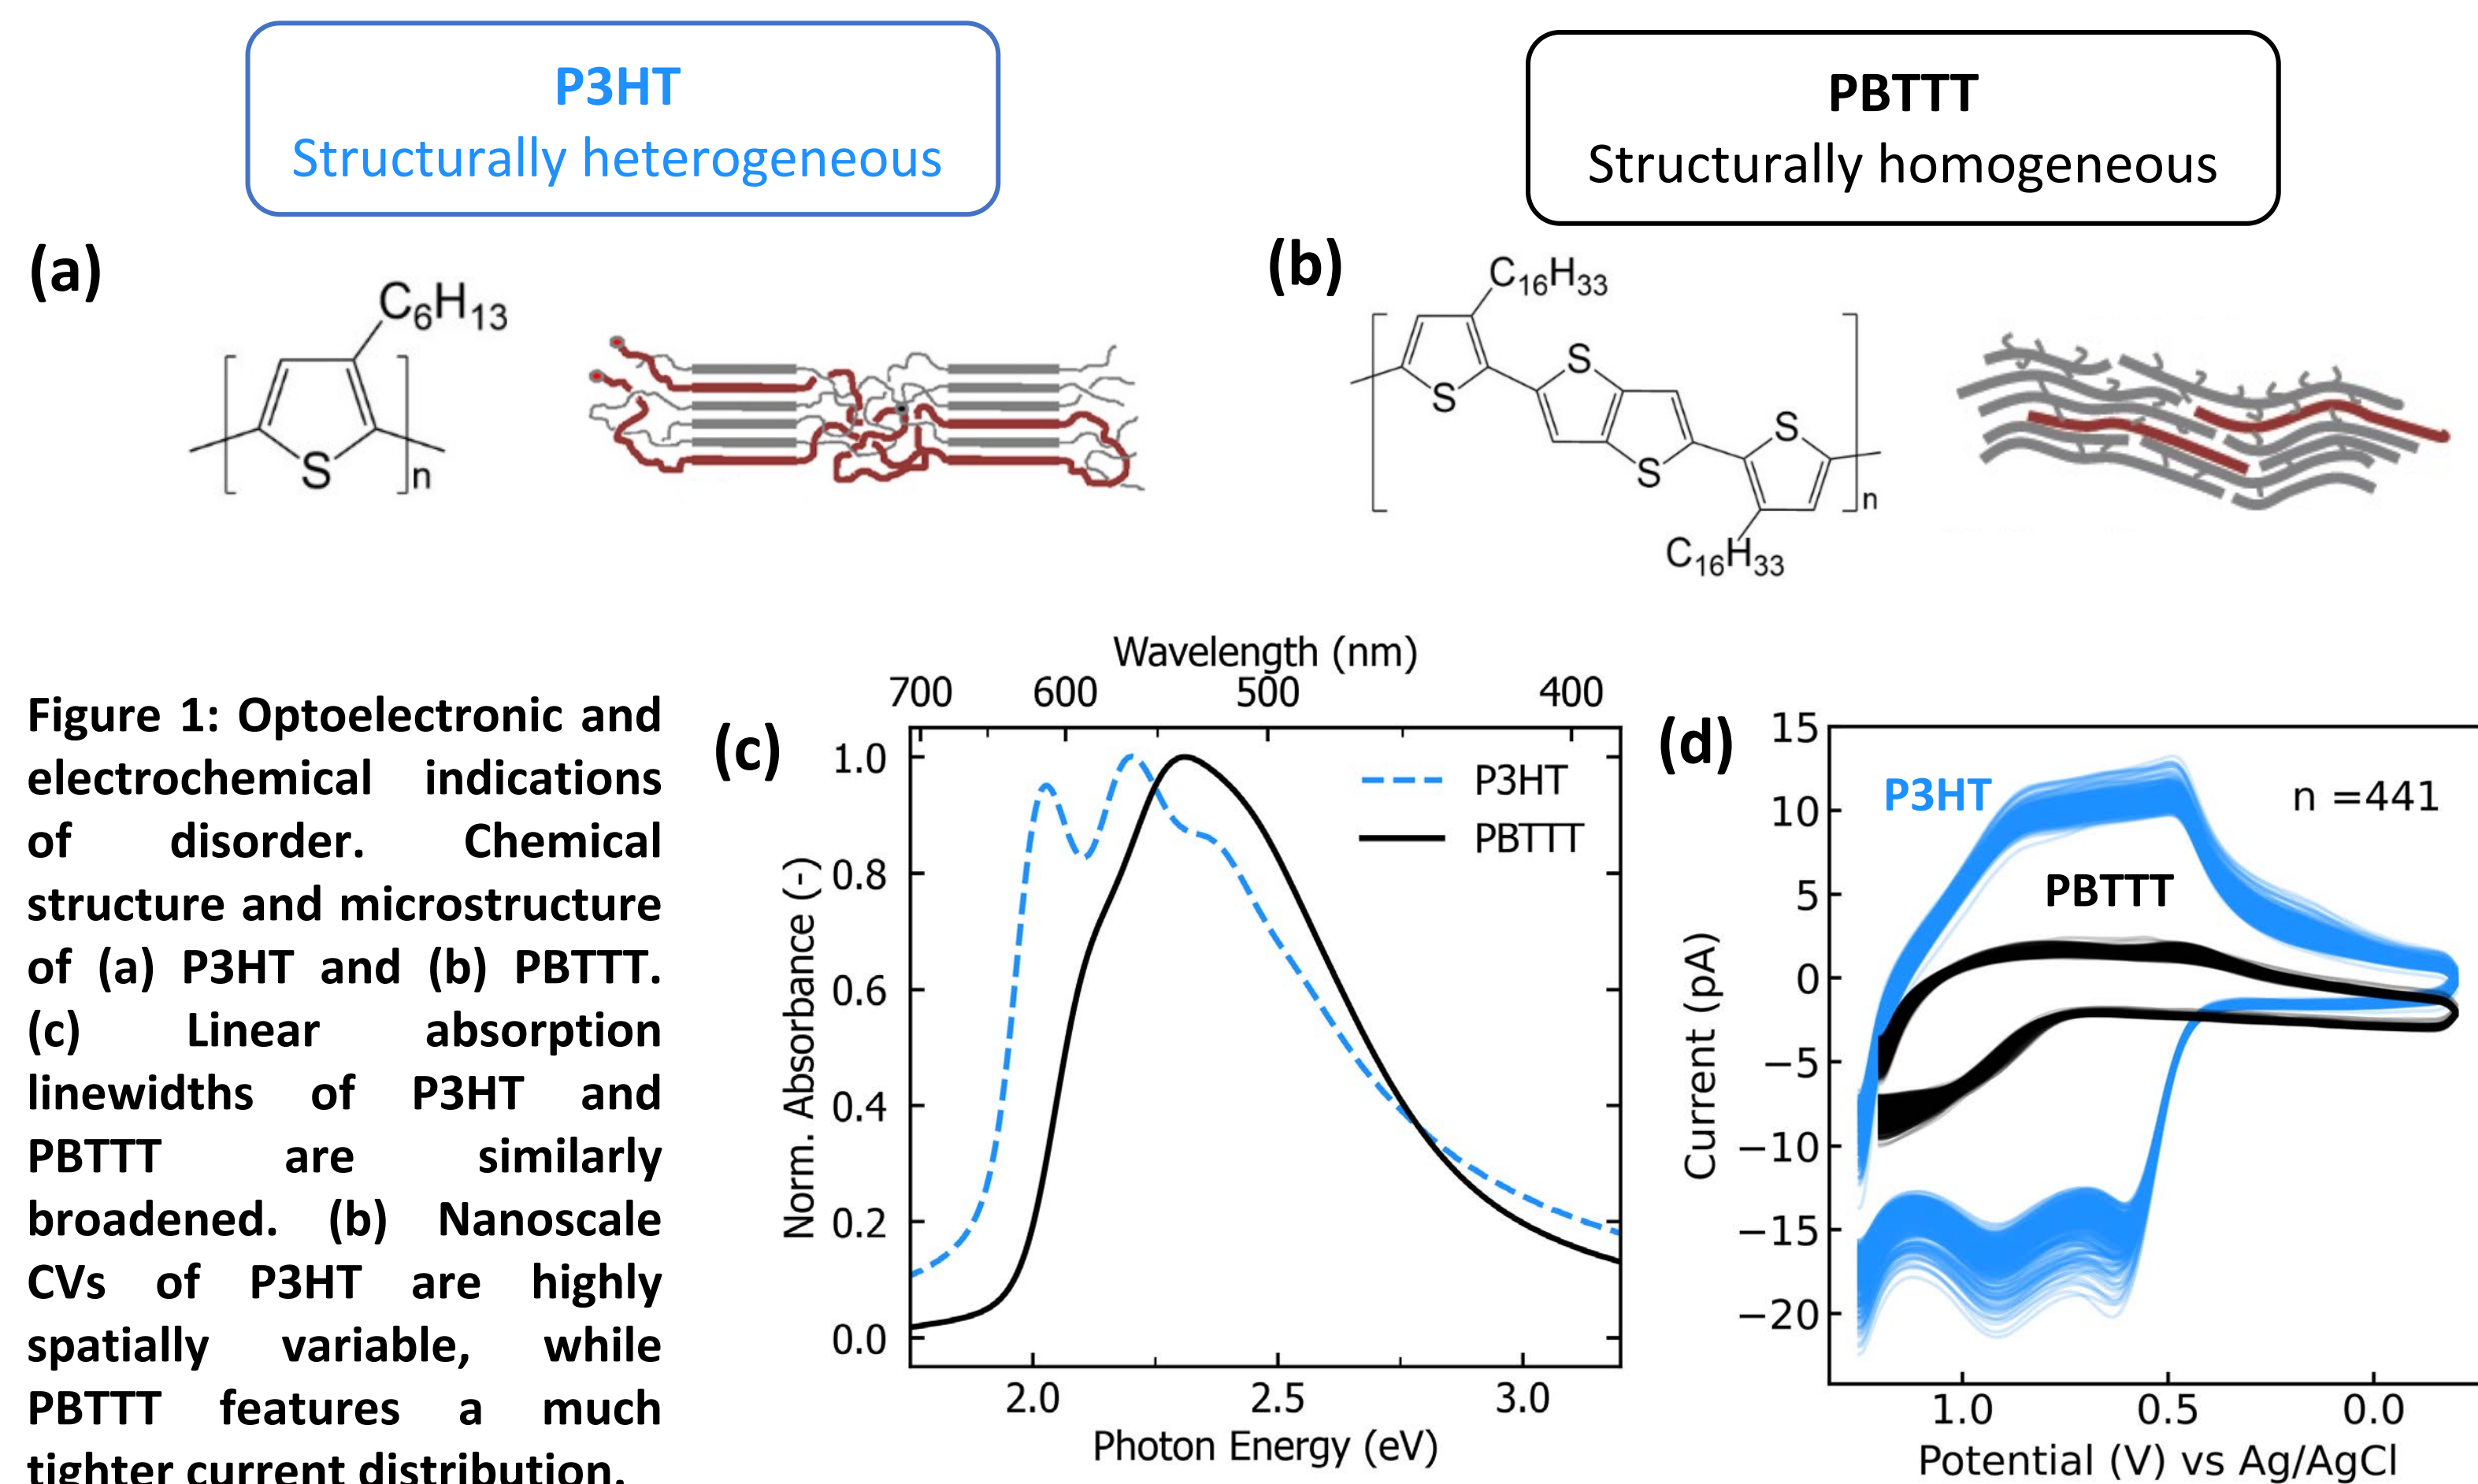 P3HT
Structurally heterogeneous
PBTTT
Structurally homogeneous
(a)
C6H13
S
n
(b)
C16H33
S
S
S
S
n
C16H33
Figure 1: Optoelectronic and
electrochemical indications
of disorder. Chemical
structure and microstructure
of (a) P3HT and (b) PBTTT.
(c) Linear absorption
linewidths of P3HT and
PBTTT are similarly
broadened. (b) Nanoscale
CVs of P3HT are highly
spatially variable, while
PBTTT features a much
tighter current distribution.
(c)
Wavelength (nm)
700 600 500 400
Norm. Absorbance (-)
1.0
0.8
0.6
0.4
0.2
0.0
P3HT
PBTTT
2.0 2.5 3.0
Photon Energy (eV)
(d)
Current (pA)
15
10
5
0
−5
−10
−15
−20
P3HT
n =441
PBTTT
1.0 0.5 0.0
Potential (V) vs Ag/AgCl